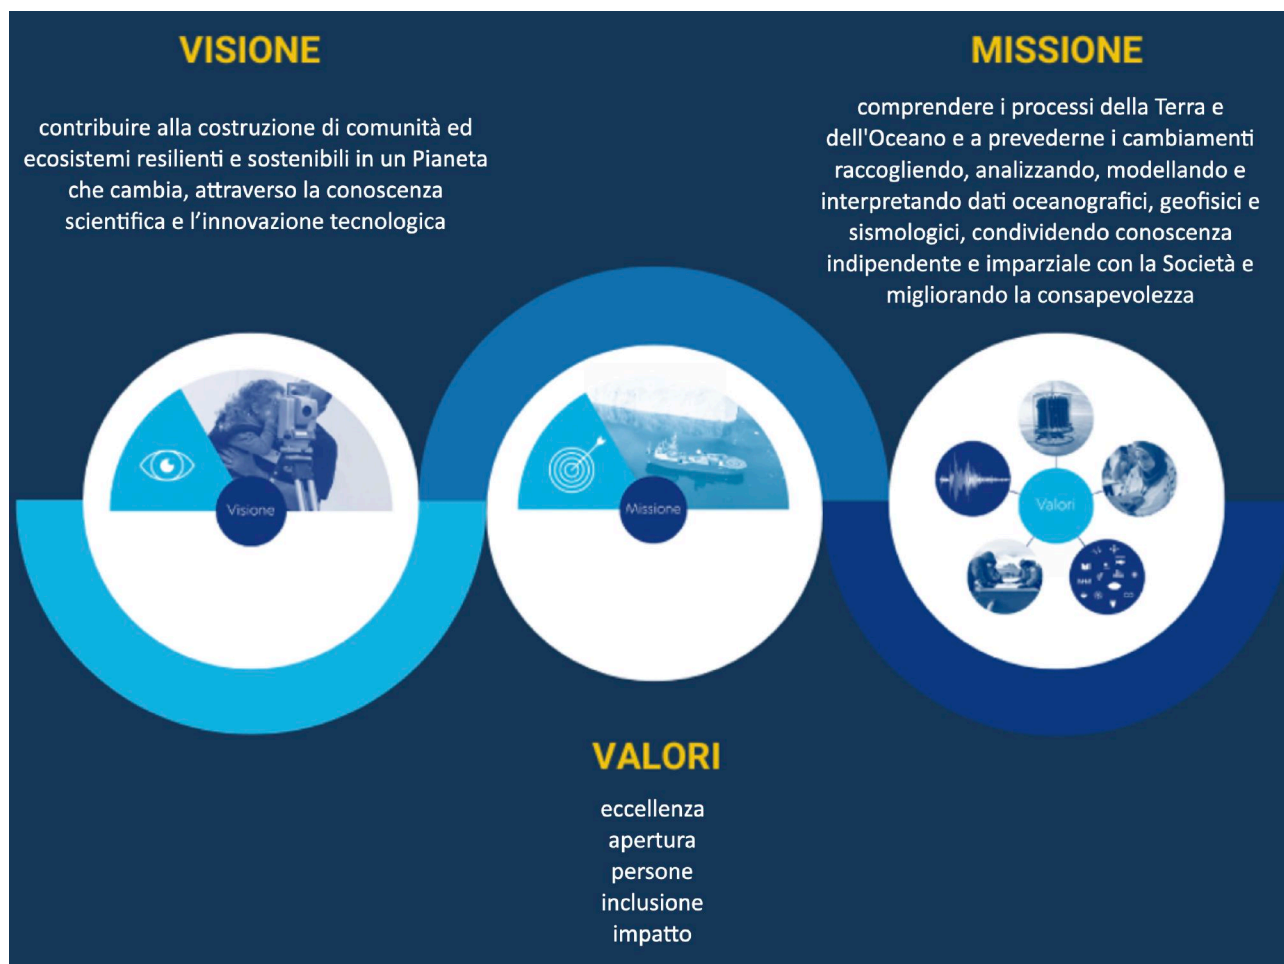 VISIONE
contribuire alla costruzione di comunità ed
ecosistemi resilienti e sostenibili in un Pianeta
che cambia, attraverso la conoscenza
scientifica e l’innovazione tecnologica
MISSIONE
comprendere i processi della Terra e
dell'Oceano e a prevederne i cambiamenti
raccogliendo, analizzando, modellando e
interpretando dati oceanografici, geofisici e
sismologici, condividendo conoscenza
indipendente e imparziale con la Società e
migliorando la consapevolezza
Visione
Missione
Valori
VALORI
eccellenza
apertura
persone
inclusione
impatto